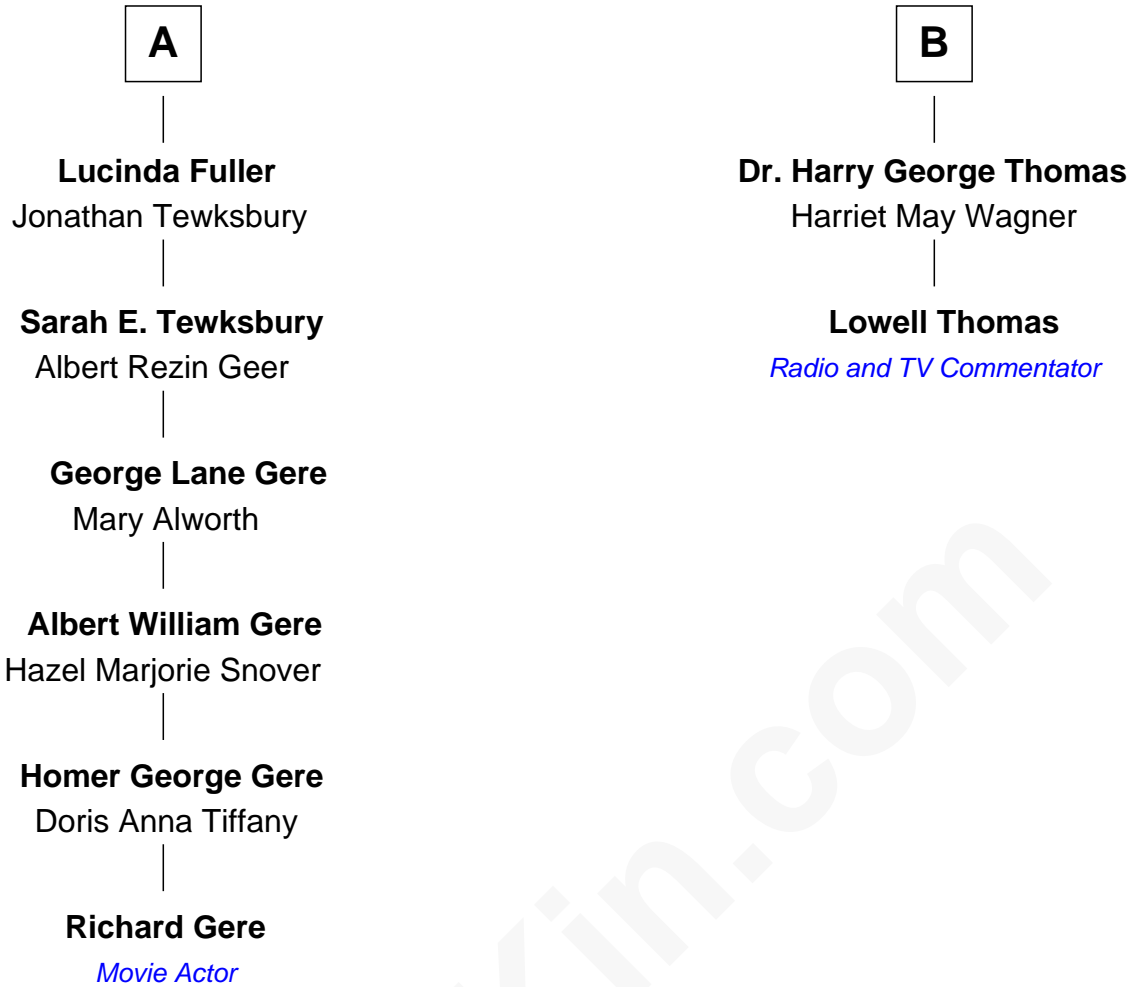 A
Lucinda Fuller
Jonathan Tewksbury
Sarah E. Tewksbury
Albert Rezin Geer
George Lane Gere
Mary Alworth
Albert William Gere
Hazel Marjorie Snover
Homer George Gere
Doris Anna Tiffany
Richard Gere
Movie Actor
B
Dr. Harry George Thomas
Harriet May Wagner
Lowell Thomas
Radio and TV Commentator
Kin.com